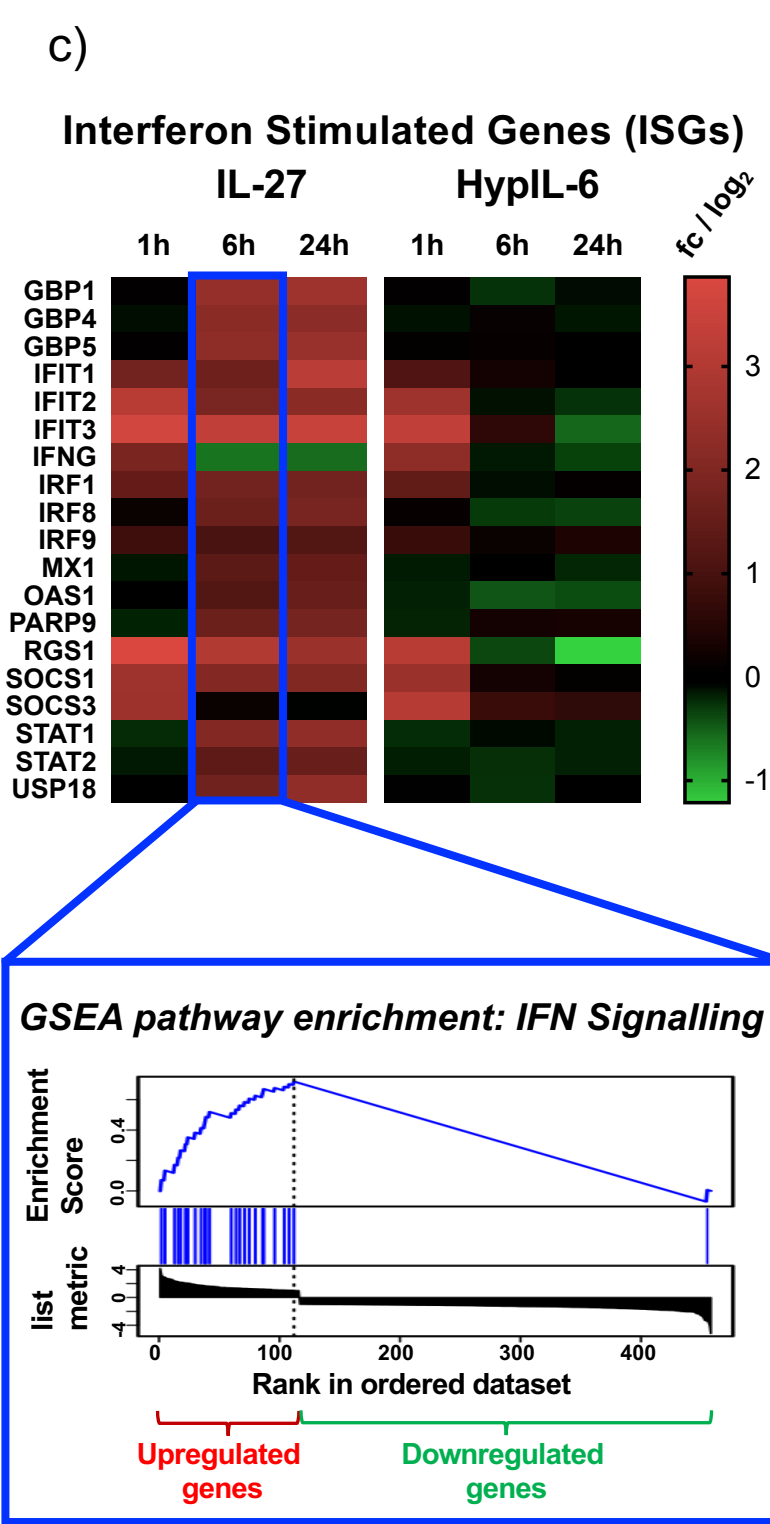 c)
Interferon Stimulated Genes (ISGs)
IL-27 HypIL-6
fc / log₂
1h 6h 24h 1h 6h 24h
GBP1
GBP4
GBP5
IFIT1
IFIT2
IFIT3
IFNG
IRF1
IRF8
IRF9
MX1
OAS1
PARP9
RGS1
SOCS1
SOCS3
STAT1
STAT2
USP18
3
2
1
0
-1
GSEA pathway enrichment: IFN Signalling
Enrichment
Score
0.4
0.0
list
metric
4
0
-4
0 100 200 300 400
Rank in ordered dataset
Upregulated
genes
Downregulated
genes